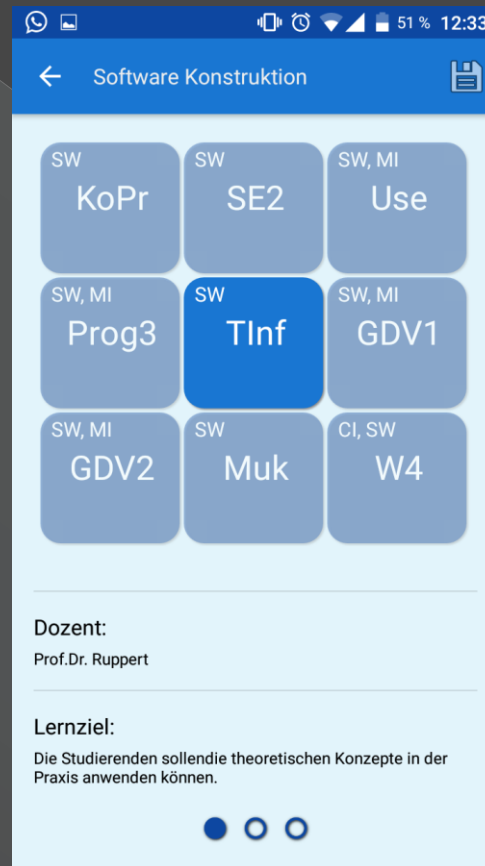 51 % 12:33
Software Konstruktion
SW
KoPr
SW
SE2
SW, MI
Use
SW, MI
Prog3
SW
TInf
SW, MI
GDV1
SW, MI
GDV2
SW
Muk
CI, SW
W4
Dozent:
Prof.Dr. Ruppert
Lernziel:
Die Studierenden sollendie theoretischen Konzepte in der
Praxis anwenden können.